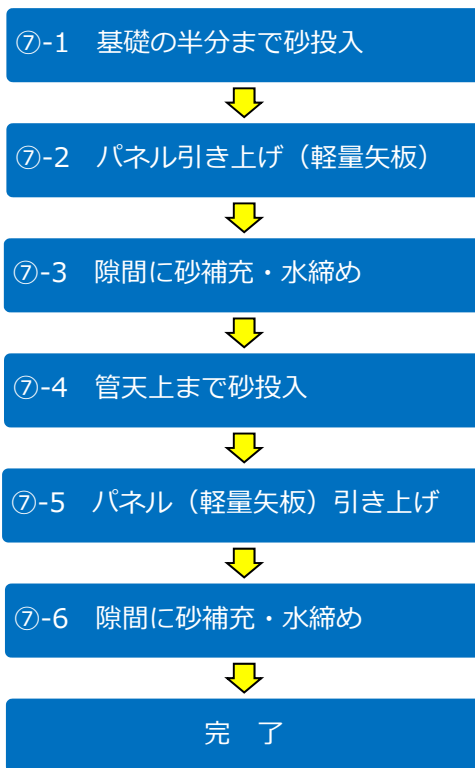 ⑦-1　基礎の半分まで砂投入
⑦-2　パネル引き上げ（軽量矢板）
⑦-3　隙間に砂補充・水締め
⑦-4　管天上まで砂投入
⑦-5　パネル（軽量矢板）引き上げ
⑦-6　隙間に砂補充・水締め
完　了